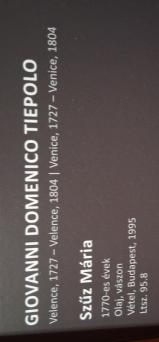 GIOVANNI DOMENICO TIEPOLO
Velence, 1727 – Velence, 1804 | Venice, 1727 – Venice, 1804
Szűz Mária
1770-es évek
Olaj, vászon
Vétel, Budapest, 1995
Ltsz. 95.8